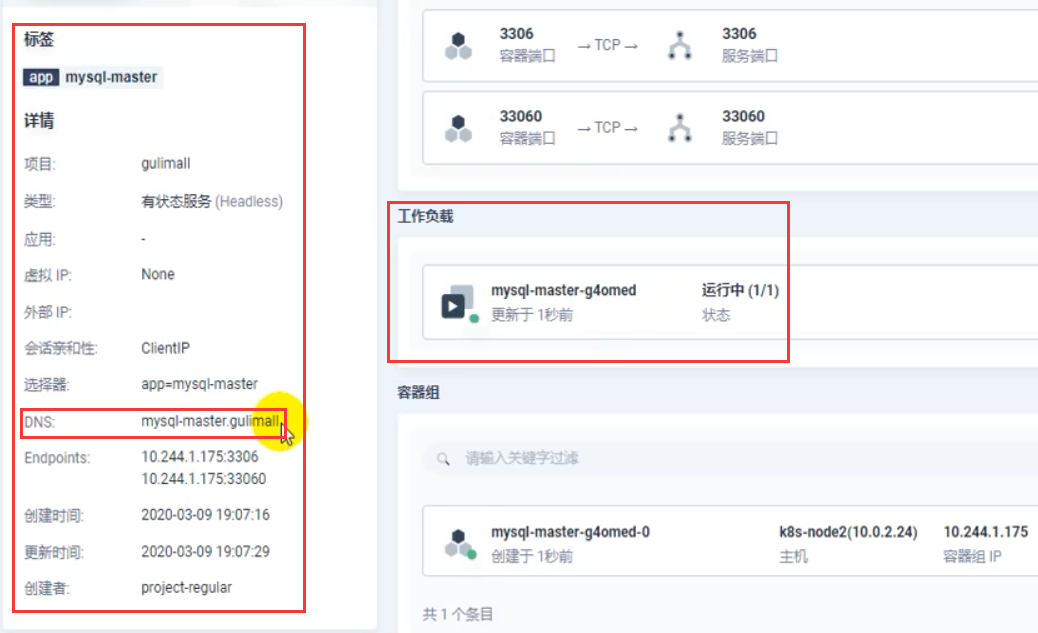 标签
app mysql-master
详情
项目: gulimall
类型: 有状态服务 (Headless)
应用: -
虚拟 IP: None
外部 IP:
会话亲和性: ClientIP
选择器: app=mysql-master
DNS: mysql-master.gulimall
Endpoints: 10.244.1.175:3306
10.244.1.175:33060
创建时间: 2020-03-09 19:07:16
更新时间: 2020-03-09 19:07:29
创建者: project-regular
3306 → TCP → 3306
容器端口 服务端口
33060 → TCP → 33060
容器端口 服务端口
工作负载
mysql-master-g4omed 运行中 (1/1)
更新于 1秒前 状态
容器组
请输入关键字过滤
mysql-master-g4omed-0 k8s-node2(10.0.2.24) 10.244.1.175
创建于 1秒前 主机 容器组 IP
共 1 个条目